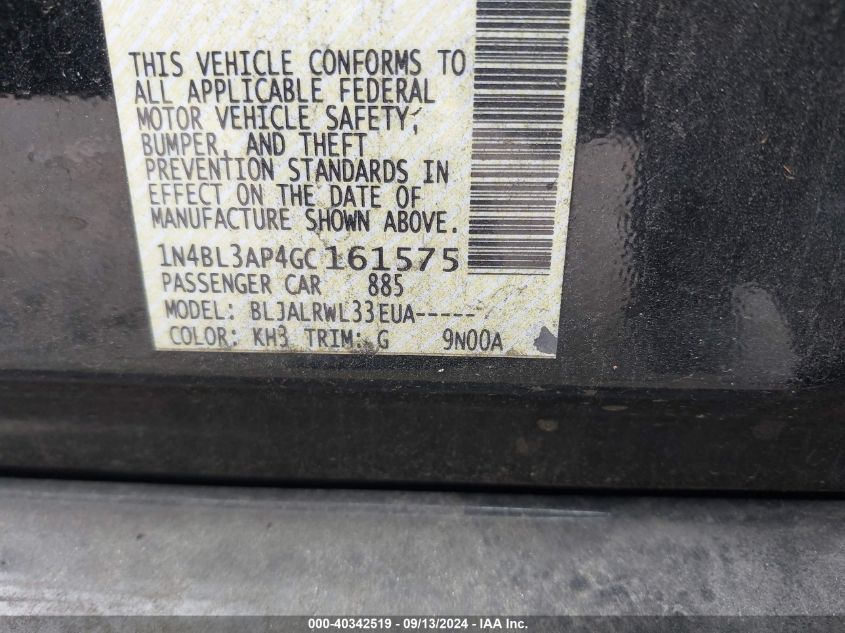 THIS VEHICLE CONFORMS TO
ALL APPLICABLE FEDERAL
MOTOR VEHICLE SAFETY,
BUMPER, AND THEFT
PREVENTION STANDARDS IN
EFFECT ON THE DATE OF
MANUFACTURE SHOWN ABOVE.
1N4BL3AP4GC161575
PASSENGER CAR 885
MODEL: BLJALRWL33EUA-----
COLOR: KH3 TRIM: G 9N00A
000-40342519 - 09/13/2024 - IAA Inc.